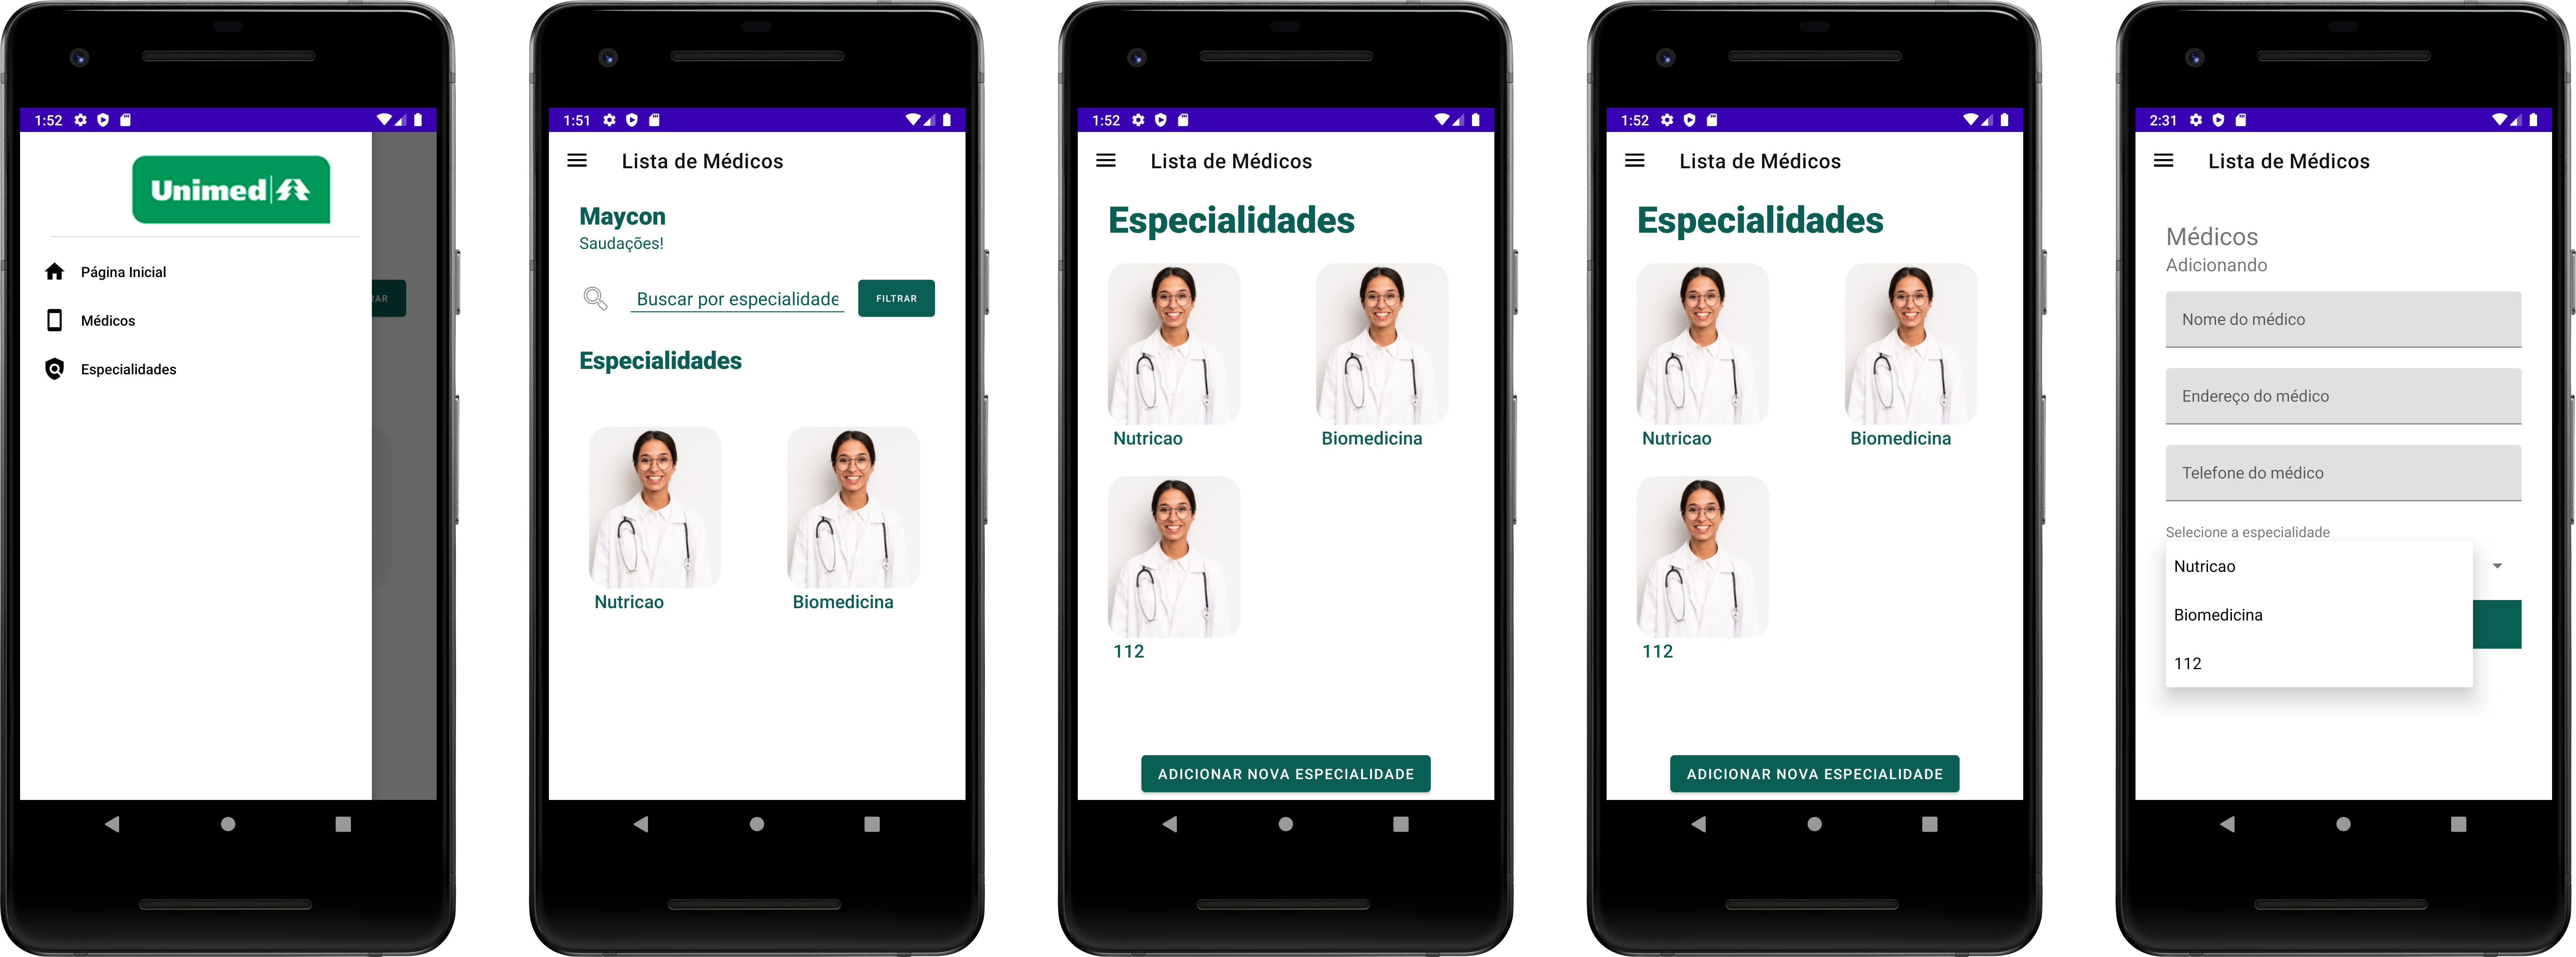 1:52
Unimed
Página Inicial
Médicos
Especialidades
RAR
1:51
Lista de Médicos
Maycon
Saudações!
Buscar por especialidade
FILTRAR
Especialidades
Nutricao
Biomedicina
1:52
Lista de Médicos
Especialidades
Nutricao
Biomedicina
112
ADICIONAR NOVA ESPECIALIDADE
1:52
Lista de Médicos
Especialidades
Nutricao
Biomedicina
112
ADICIONAR NOVA ESPECIALIDADE
2:31
Lista de Médicos
Médicos
Adicionando
Nome do médico
Endereço do médico
Telefone do médico
Selecione a especialidade
Nutricao
Biomedicina
112